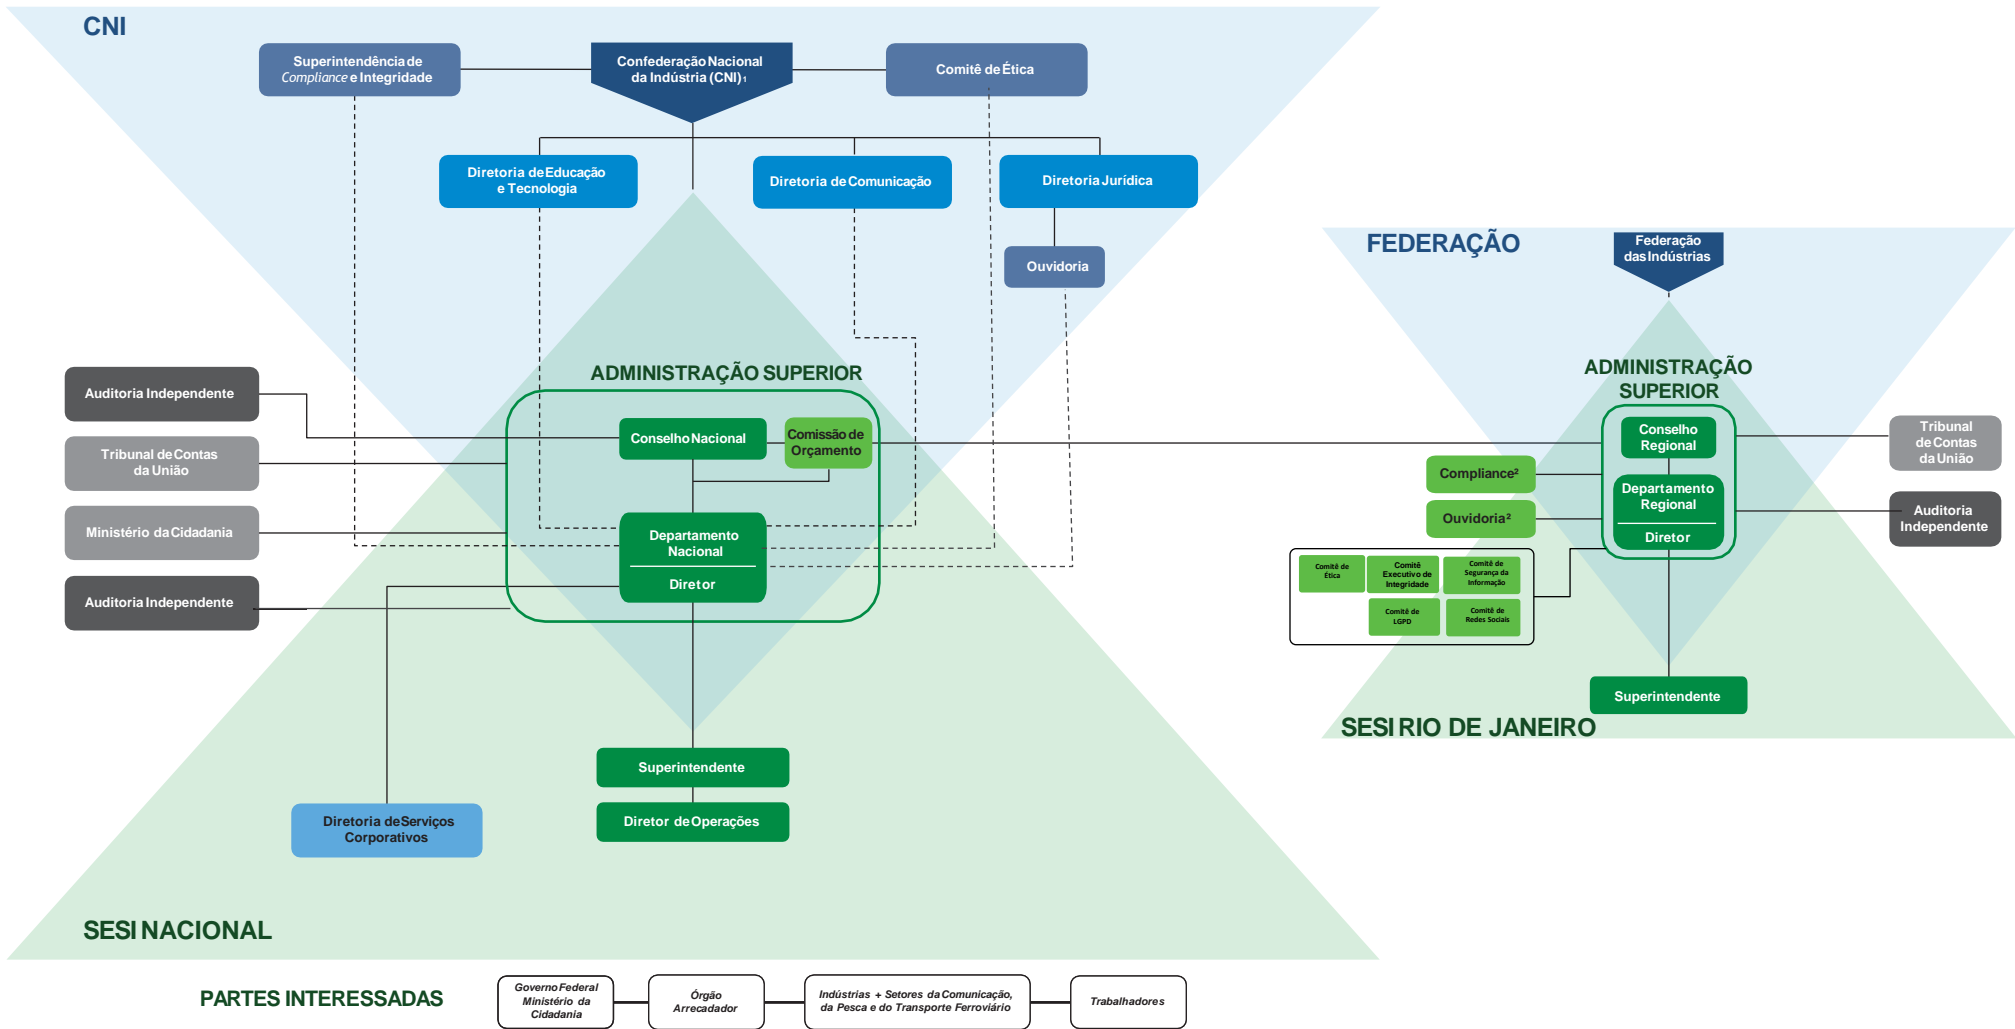 CNI
Superintendência de
Compliance e Integridade
Confederação Nacional
da Indústria (CNI)₁
Comitê de Ética
Diretoria de Educação
e Tecnologia
Diretoria de Comunicação
Diretoria Jurídica
Ouvidoria
ADMINISTRAÇÃO SUPERIOR
Auditoria Independente
Tribunal de Contas
da União
Ministério da Cidadania
Auditoria Independente
Conselho Nacional
Comissão de
Orçamento
Departamento
Nacional
Diretor
Superintendente
Diretor de Operações
Diretoria de Serviços
Corporativos
SESI NACIONAL
FEDERAÇÃO
Federação
das Indústrias
ADMINISTRAÇÃO
SUPERIOR
Conselho
Regional
Departamento
Regional
Diretor
Tribunal
de Contas
da União
Auditoria
Independente
Compliance²
Ouvidoria²
Comitê de
Ética
Comitê
Executivo de
Integridade
Comitê de
Segurança da
Informação
Comitê de
LGPD
Comitê de
Redes Sociais
Superintendente
SESI RIO DE JANEIRO
PARTES INTERESSADAS
Governo Federal
Ministério da
Cidadania
Órgão
Arrecadador
Indústrias + Setores da Comunicação,
da Pesca e do Transporte Ferroviário
Trabalhadores